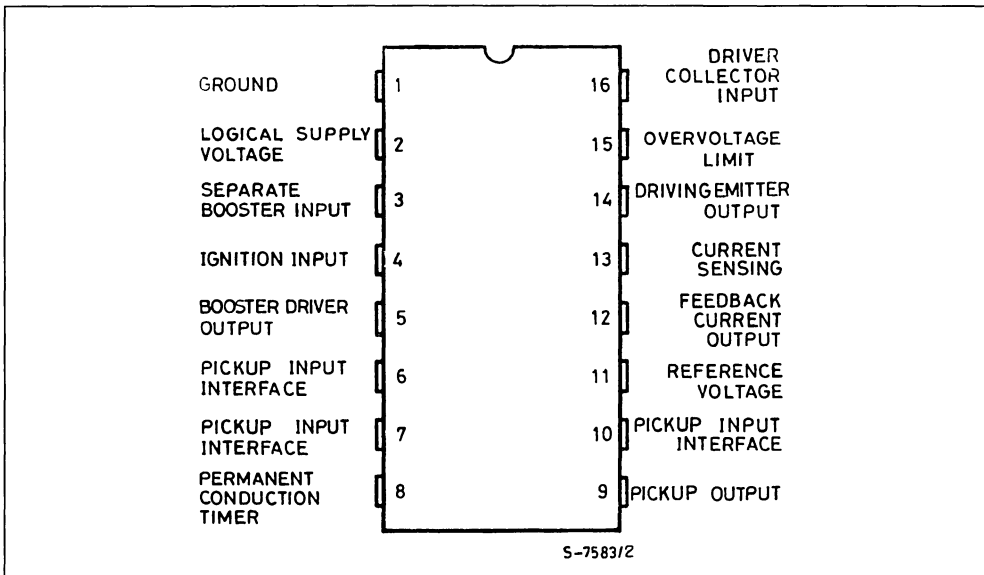 GROUND
1
LOGICAL SUPPLY
VOLTAGE
2
SEPARATE
BOOSTER INPUT
3
IGNITION INPUT
4
BOOSTER DRIVER
OUTPUT
5
PICKUP INPUT
INTERFACE
6
PICKUP INPUT
INTERFACE
7
PERMANENT
CONDUCTION
TIMER
8
16
DRIVER
COLLECTOR
INPUT
15
OVERVOLTAGE
LIMIT
14
DRIVING EMITTER
OUTPUT
13
CURRENT
SENSING
12
FEEDBACK
CURRENT
OUTPUT
11
REFERENCE
VOLTAGE
10
PICKUP INPUT
INTERFACE
9
PICKUP OUTPUT
S-7583/2